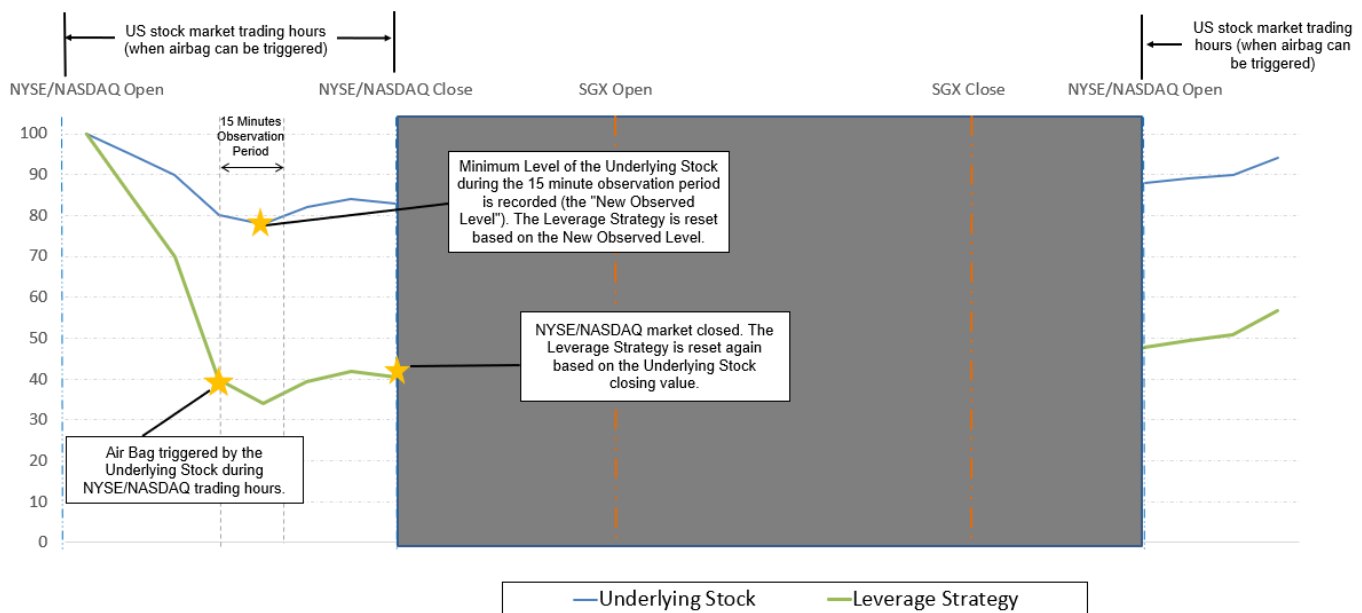 US stock market trading hours
(when airbag can be triggered)
US stock market trading
hours (when airbag can
be triggered)
NYSE/NASDAQ Open
NYSE/NASDAQ Close
SGX Open
SGX Close
NYSE/NASDAQ Open
15 Minutes
Observation
Period
100
90
80
70
60
50
40
30
20
10
0
Minimum Level of the Underlying Stock
during the 15 minute observation period
is recorded (the "New Observed
Level"). The Leverage Strategy is reset
based on the New Observed Level.
NYSE/NASDAQ market closed. The
Leverage Strategy is reset again
based on the Underlying Stock
closing value.
Air Bag triggered by the
Underlying Stock during
NYSE/NASDAQ trading hours.
Underlying Stock
Leverage Strategy